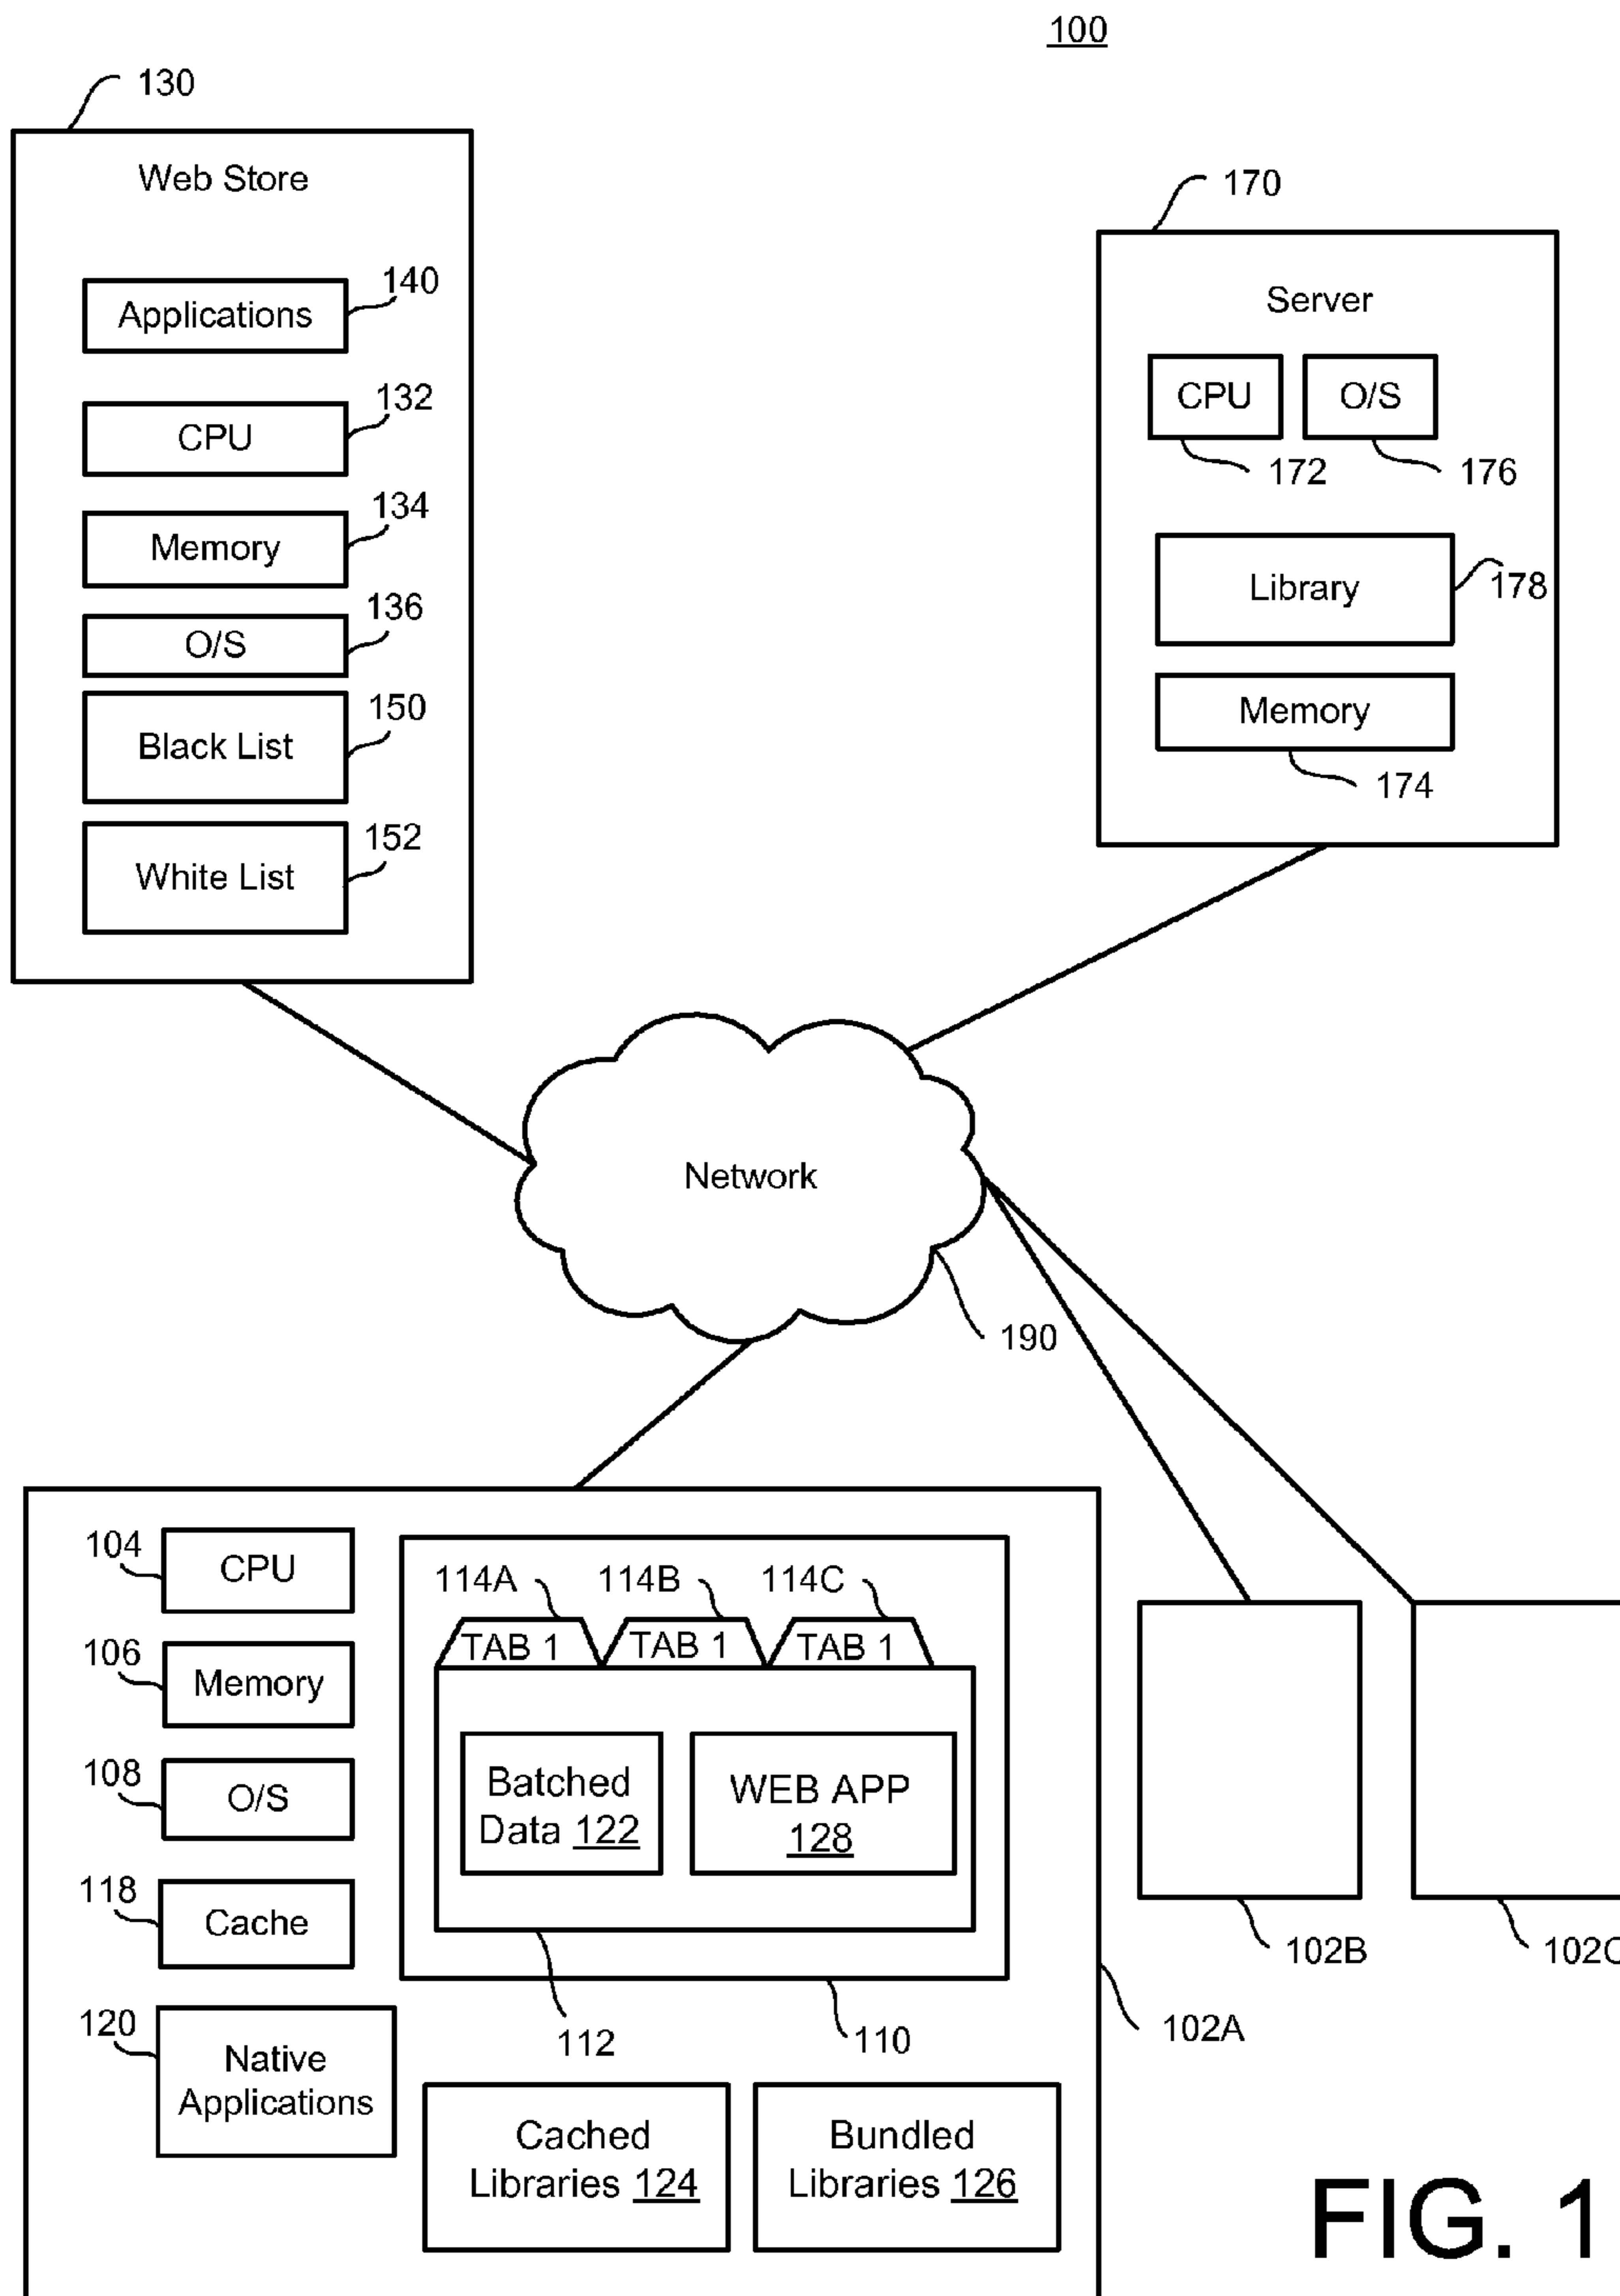 100
130
Web Store
Applications
140
CPU
132
Memory
134
O/S
136
Black List
150
White List
152
170
Server
CPU
O/S
172
176
Library
178
Memory
174
Network
190
104
CPU
106
Memory
108
O/S
118
Cache
120
Native
Applications
114A
114B
114C
TAB 1
TAB 1
TAB 1
Batched
Data 122
WEB APP
128
112
110
102A
102B
102C
Cached
Libraries 124
Bundled
Libraries 126
FIG. 1